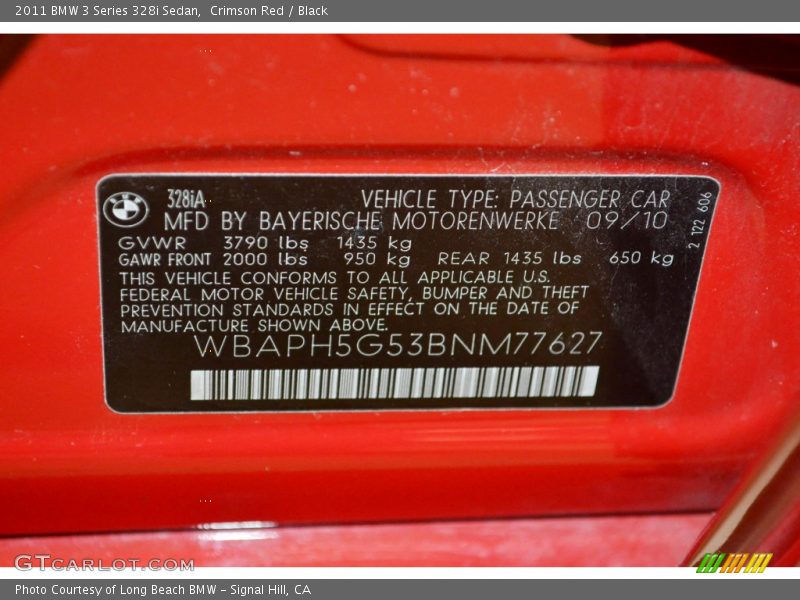 2011 BMW 3 Series 328i Sedan,  Crimson Red / Black
328iA
VEHICLE TYPE: PASSENGER CAR
MFD BY BAYERISCHE MOTORENWERKE 09/10
GVWR 3790 lbs 1435 kg
GAWR FRONT 2000 lbs 950 kg REAR 1435 lbs 650 kg
THIS VEHICLE CONFORMS TO ALL APPLICABLE U.S.
FEDERAL MOTOR VEHICLE SAFETY, BUMPER AND THEFT
PREVENTION STANDARDS IN EFFECT ON THE DATE OF
MANUFACTURE SHOWN ABOVE.
WBAPH5G53BNM77627
2 122 606
GTCARLOT.COM
Photo Courtesy of Long Beach BMW - Signal Hill, CA